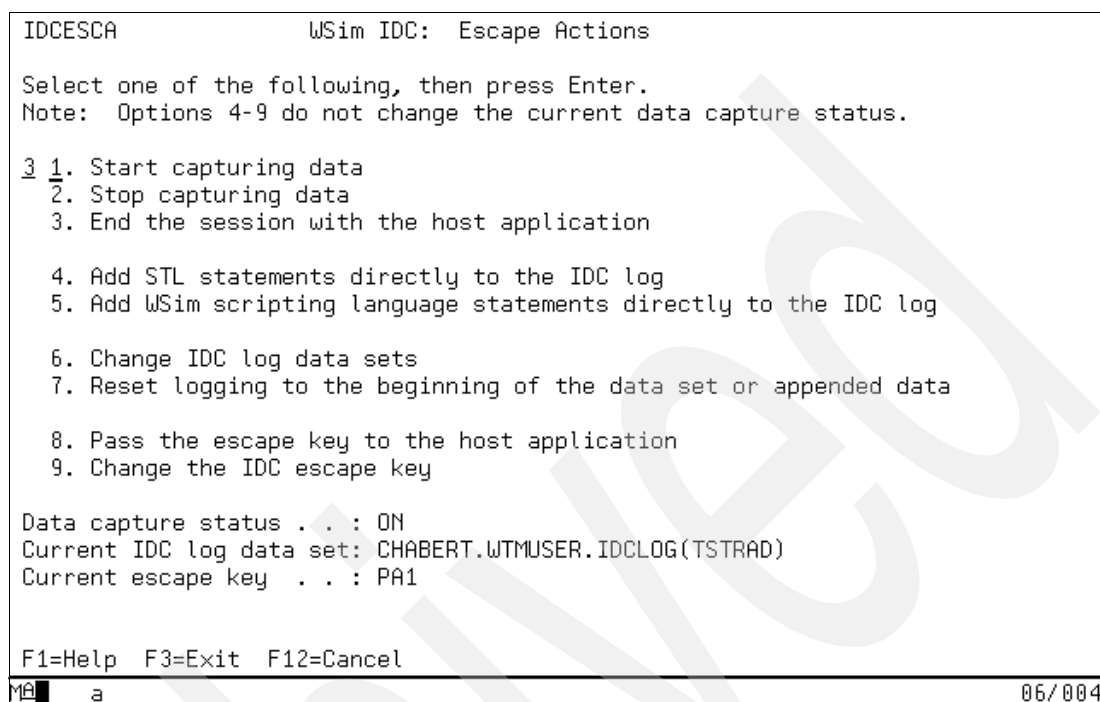 IDCESCA WSim IDC: Escape Actions
Select one of the following, then press Enter.
Note: Options 4-9 do not change the current data capture status.
3 1. Start capturing data
2. Stop capturing data
3. End the session with the host application
4. Add STL statements directly to the IDC log
5. Add WSim scripting language statements directly to the IDC log
6. Change IDC log data sets
7. Reset logging to the beginning of the data set or appended data
8. Pass the escape key to the host application
9. Change the IDC escape key
Data capture status . . : ON
Current IDC log data set: CHABERT.WTMUSER.IDCLOG(TSTRAD)
Current escape key . . : PA1
F1=Help F3=Exit F12=Cancel
MA a 06/004